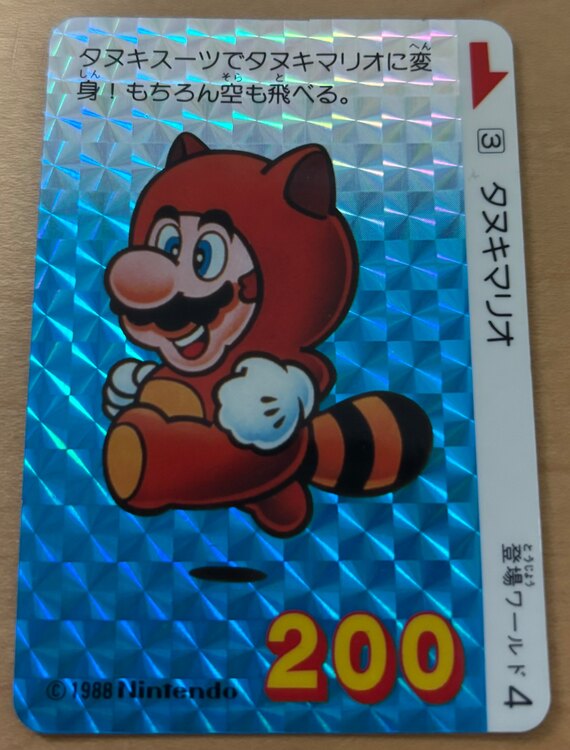 タヌキスーツでタヌキマリオに変
身！もちろん空も飛べる。
3 タヌキマリオ
登場ワールド4
200
©1988 Nintendo